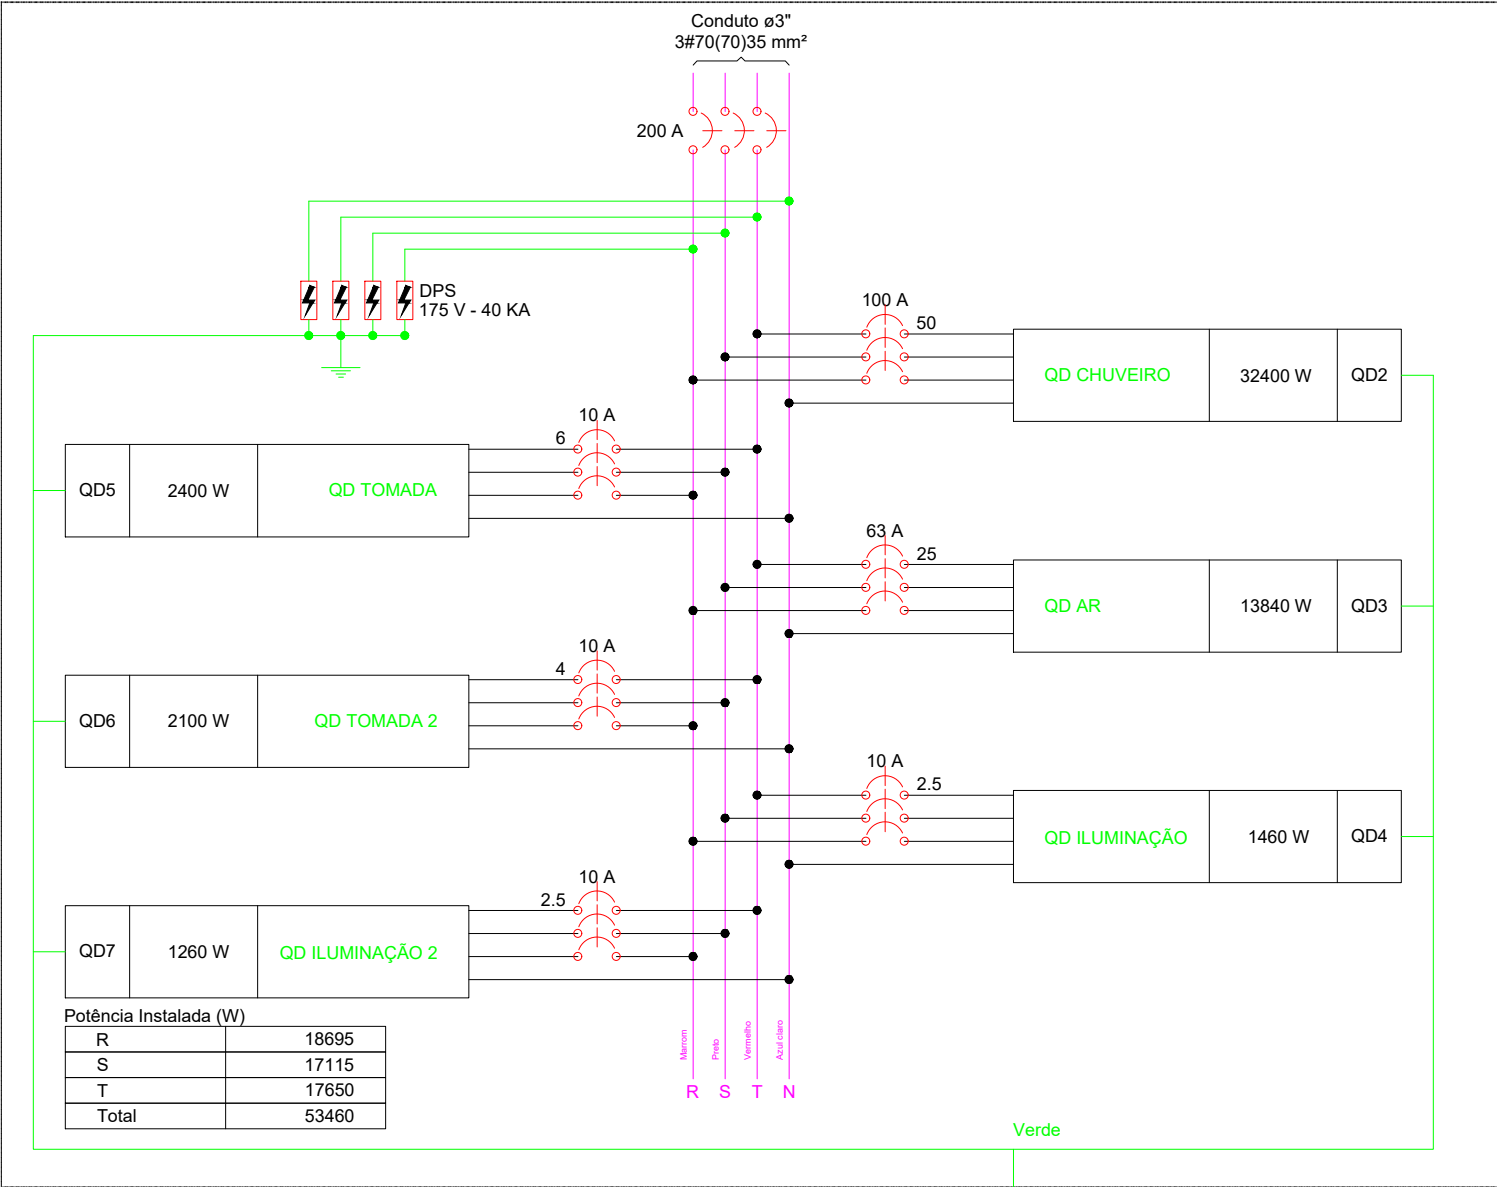 Conduto ø3"
3#70(70)35 mm²
200 A
DPS
175 V - 40 KA
100 A
50
QD CHUVEIRO 32400 W QD2
10 A
6
QD5 2400 W QD TOMADA
63 A
25
QD AR 13840 W QD3
10 A
4
QD6 2100 W QD TOMADA 2
10 A
2.5
QD ILUMINAÇÃO 1460 W QD4
10 A
2.5
QD7 1260 W QD ILUMINAÇÃO 2
Potência Instalada (W)
R 18695
S 17115
T 17650
Total 53460
Marrom
Preto
Vermelho
Azul claro
R S T N
Verde